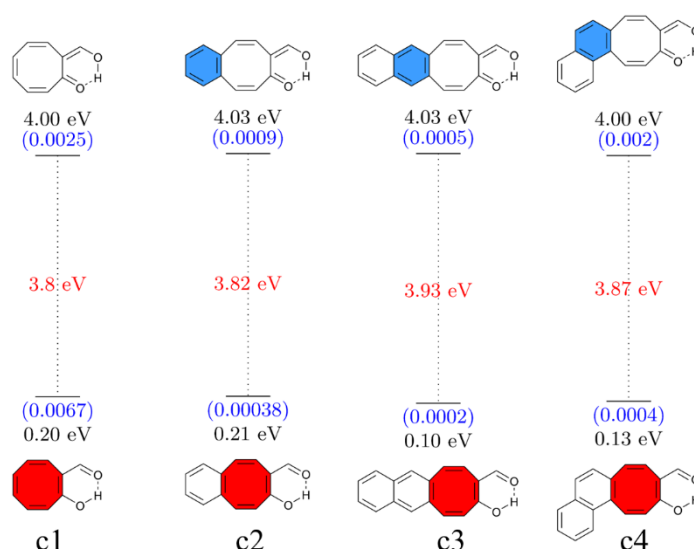 O H O
O H O
O H O
O H O
4.00 eV 4.03 eV 4.03 eV 4.00 eV
(0.0025) (0.0009) (0.0005) (0.002)
3.8 eV 3.82 eV 3.93 eV 3.87 eV
(0.0067) (0.00038) (0.0002) (0.0004)
0.20 eV 0.21 eV 0.10 eV 0.13 eV
O H O
O H O
O H O
O H O
c1 c2 c3 c4